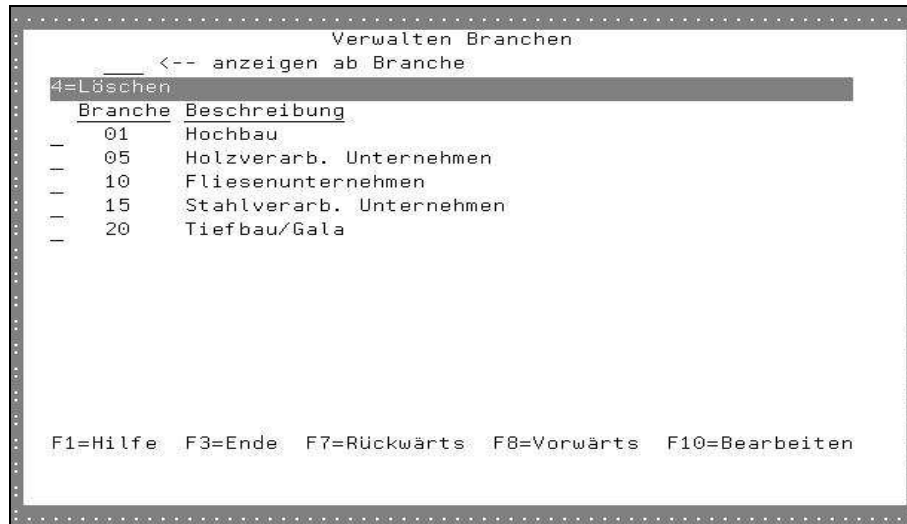 Verwalten Branchen
___ <-- anzeigen ab Branche
4=Löschen
Branche Beschreibung
_ 01 Hochbau
_ 05 Holzverarb. Unternehmen
_ 10 Fliesenunternehmen
_ 15 Stahlverarb. Unternehmen
_ 20 Tiefbau/Gala
F1=Hilfe F3=Ende F7=Rückwärts F8=Vorwärts F10=Bearbeiten